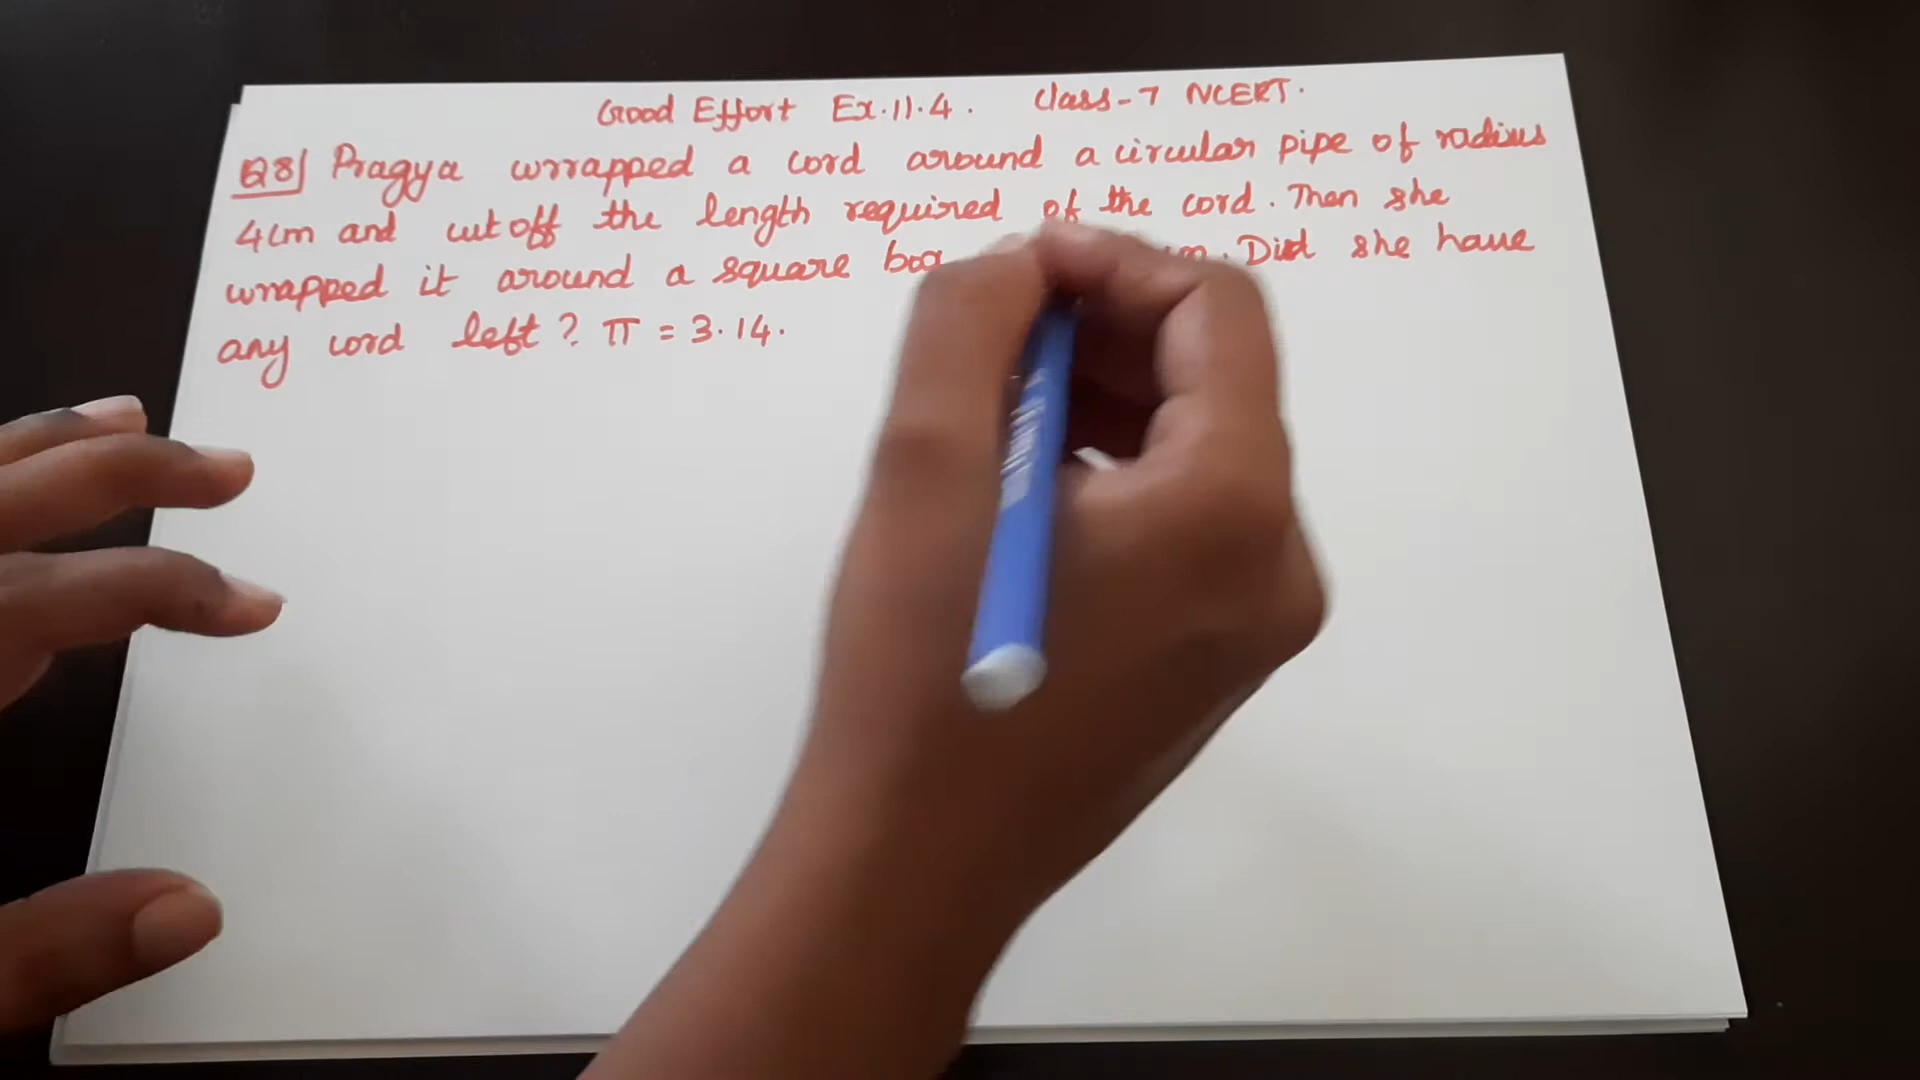 Good Effort Ex.11.4. Class-7 NCERT.
Q8) Pragya wrrapped a cord around a circular pipe of radius
4cm and cut off the length required of the cord. Then she
wrapped it around a square box Did she have
any cord left? π = 3.14.